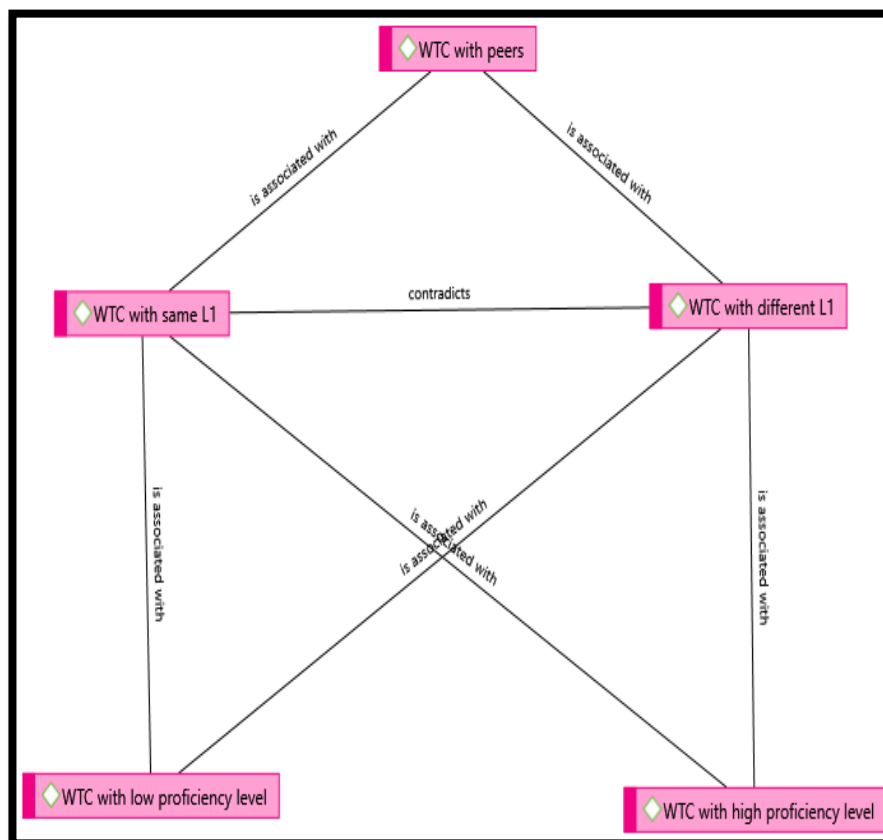 WTC with peers
is associated with
is associated with
WTC with same L1
contradicts
WTC with different L1
is associated with
is associated with
is associated with
is associated with
WTC with low proficiency level
WTC with high proficiency level